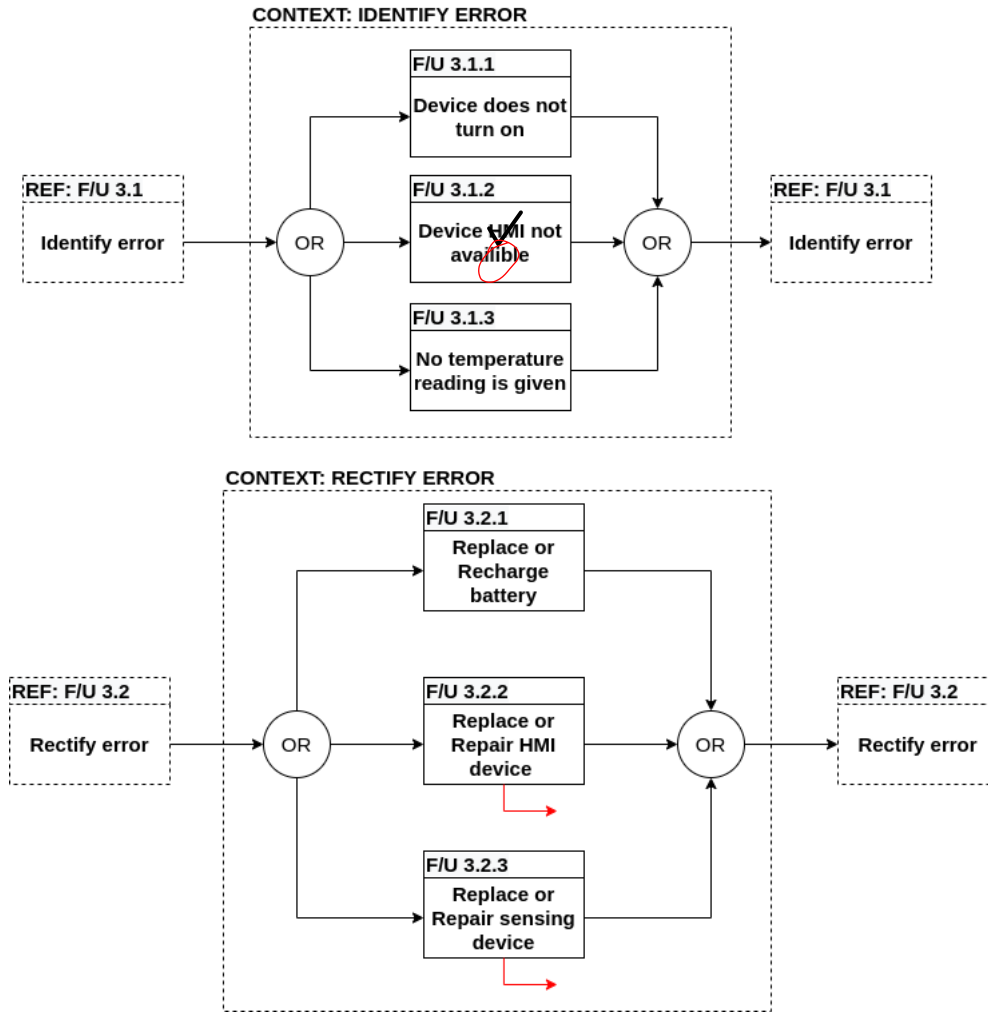 CONTEXT: IDENTIFY ERROR
F/U 3.1.1
Device does not
turn on
REF: F/U 3.1
Identify error
OR
F/U 3.1.2
Device HMI not
availible
OR
REF: F/U 3.1
Identify error
F/U 3.1.3
No temperature
reading is given
CONTEXT: RECTIFY ERROR
F/U 3.2.1
Replace or
Recharge
battery
REF: F/U 3.2
Rectify error
OR
F/U 3.2.2
Replace or
Repair HMI
device
OR
REF: F/U 3.2
Rectify error
F/U 3.2.3
Replace or
Repair sensing
device